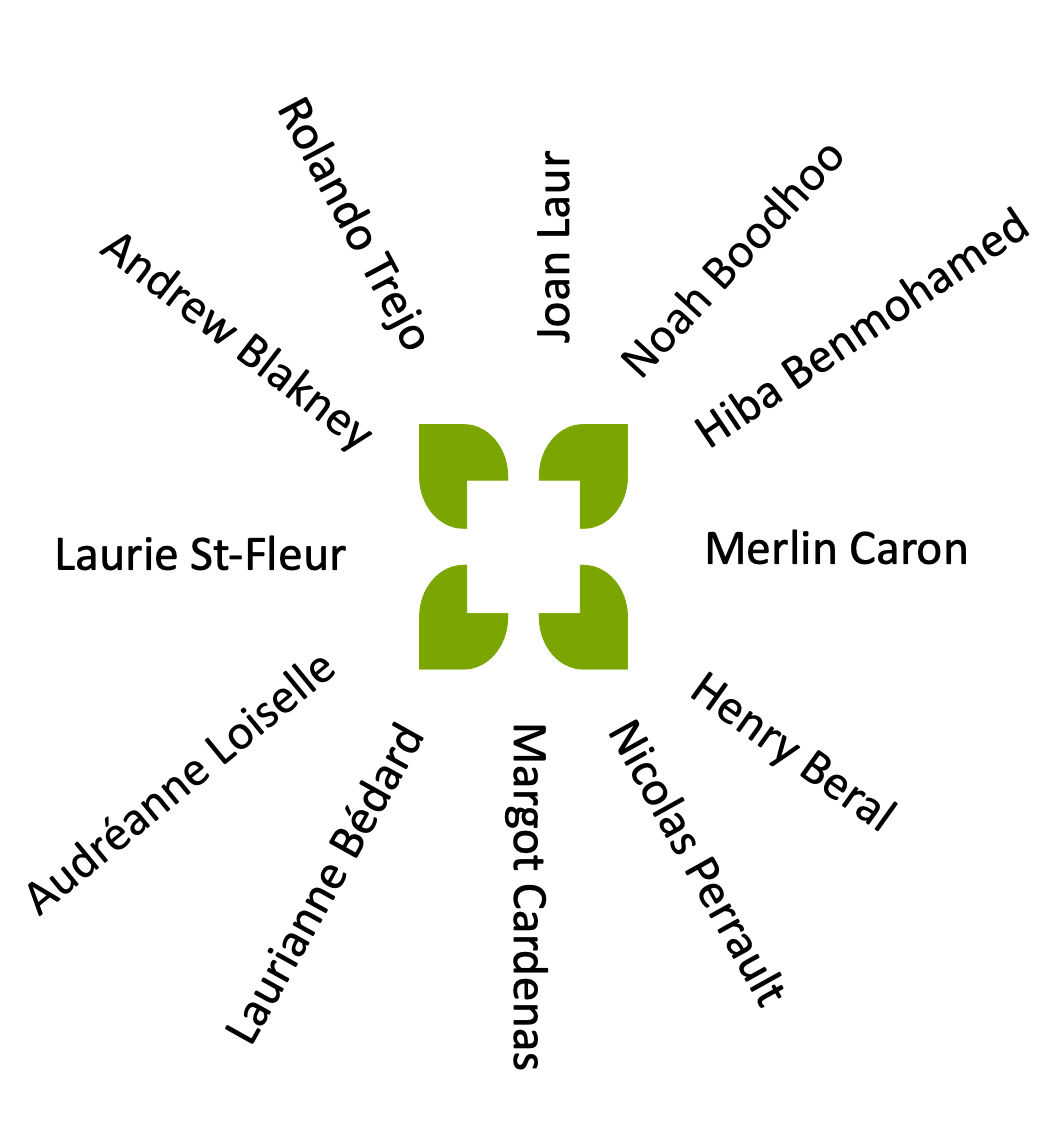 Rolando Trejo
Joan Laur
Noah Boodhoo
Hiba Benmohamed
Andrew Blakney
Laurie St-Fleur
Merlin Caron
Audréanne Loiselle
Henry Beral
Laurianne Bédard
Margot Cardenas
Nicolas Perrault